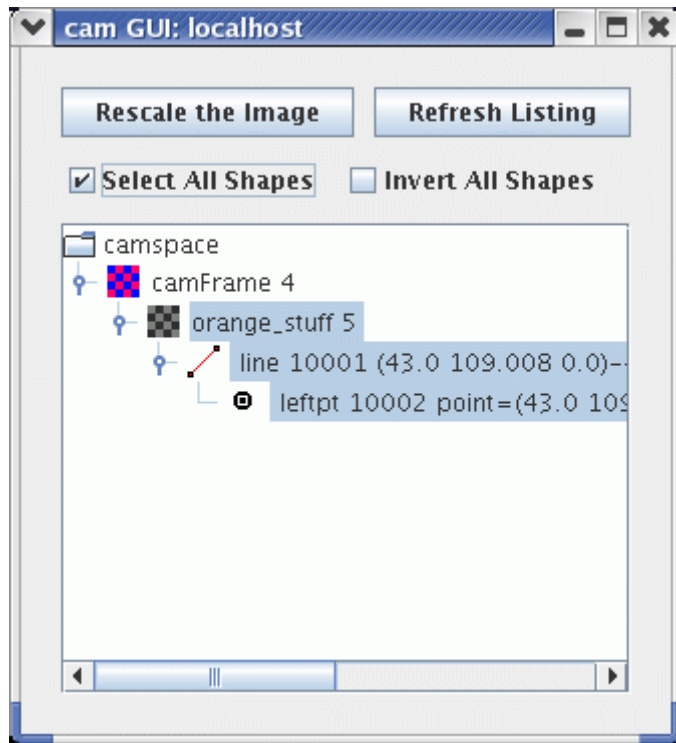 cam GUI: localhost
Rescale the Image Refresh Listing
Select All Shapes Invert All Shapes
camspace
camFrame 4
orange_stuff 5
line 10001 (43.0 109.008 0.0)--
leftpt 10002 point=(43.0 109